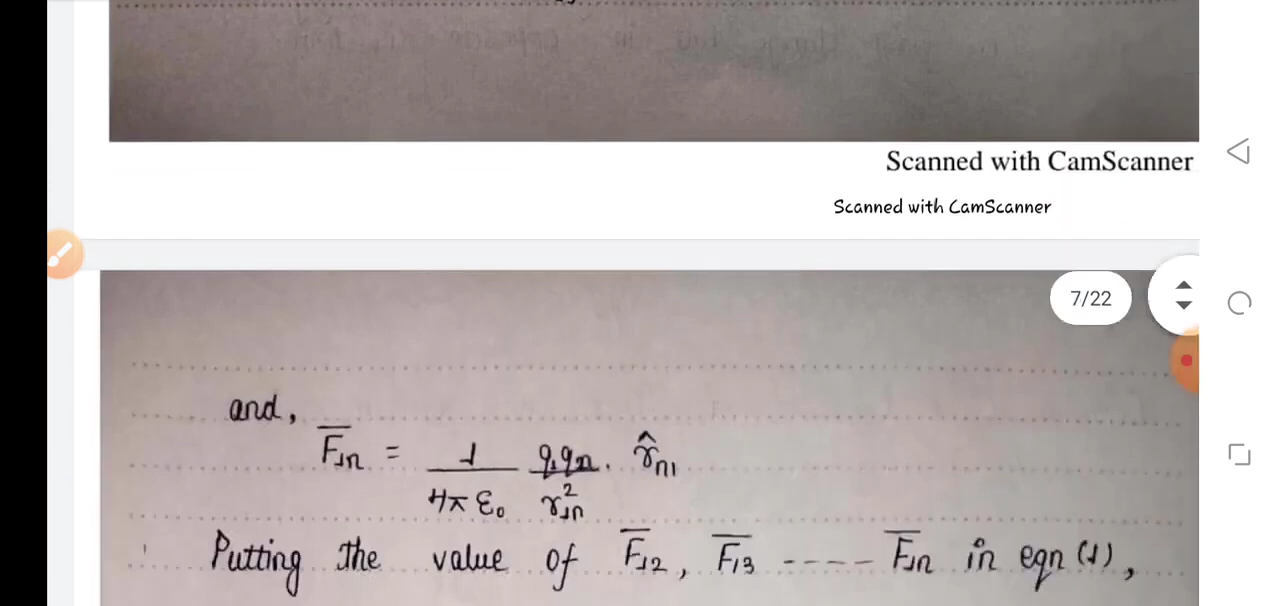 Scanned with CamScanner
Scanned with CamScanner
7/22
and,
F̅₁ₙ = 1/4πε₀ q₁qₙ/r²₁ₙ . r̂ₙ₁
Putting the value of F̅₁₂, F̅₁₃ ---- F̅₁ₙ in eqn (1),